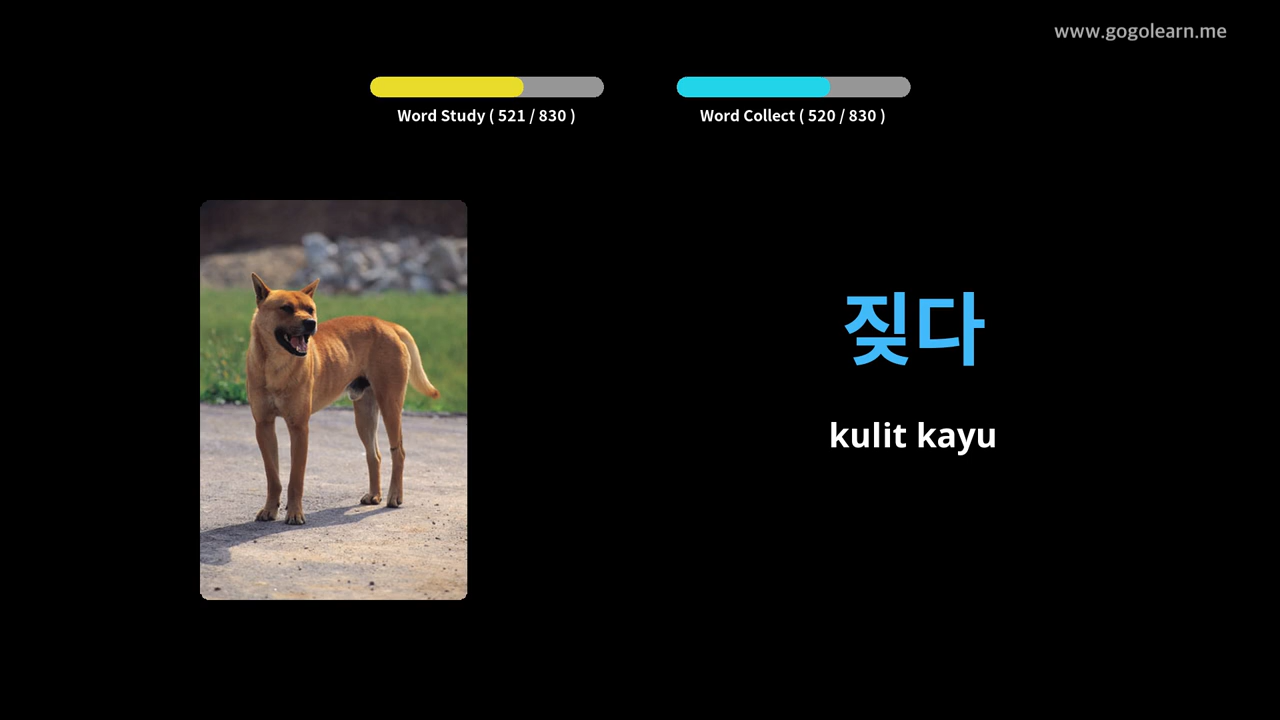 www.gogolearn.me
Word Study ( 521 / 830 )
Word Collect ( 520 / 830 )
짖다
kulit kayu